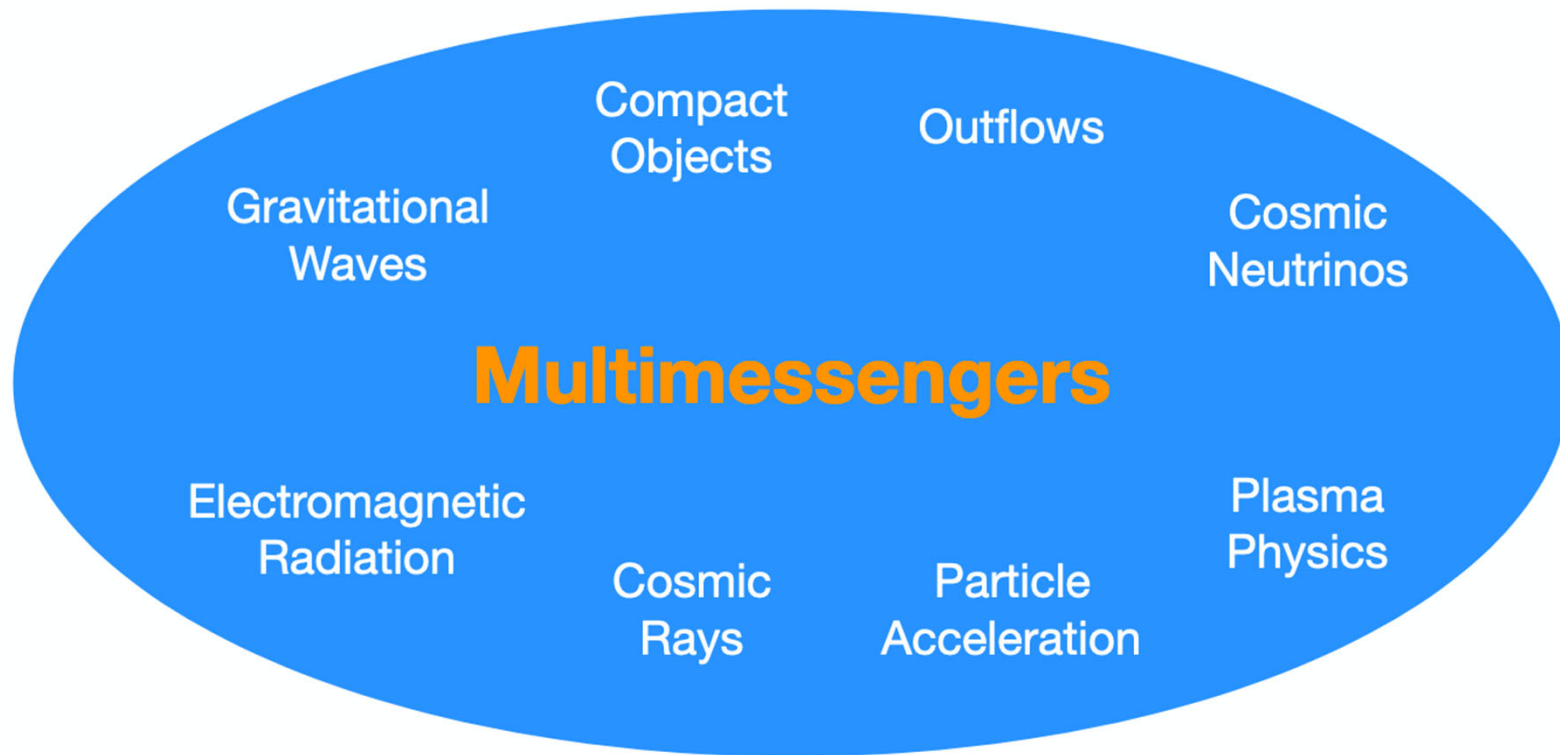 Compact
Objects
Outflows
Gravitational
Waves
Cosmic
Neutrinos
Multimessengers
Electromagnetic
Radiation
Cosmic
Rays
Particle
Acceleration
Plasma
Physics